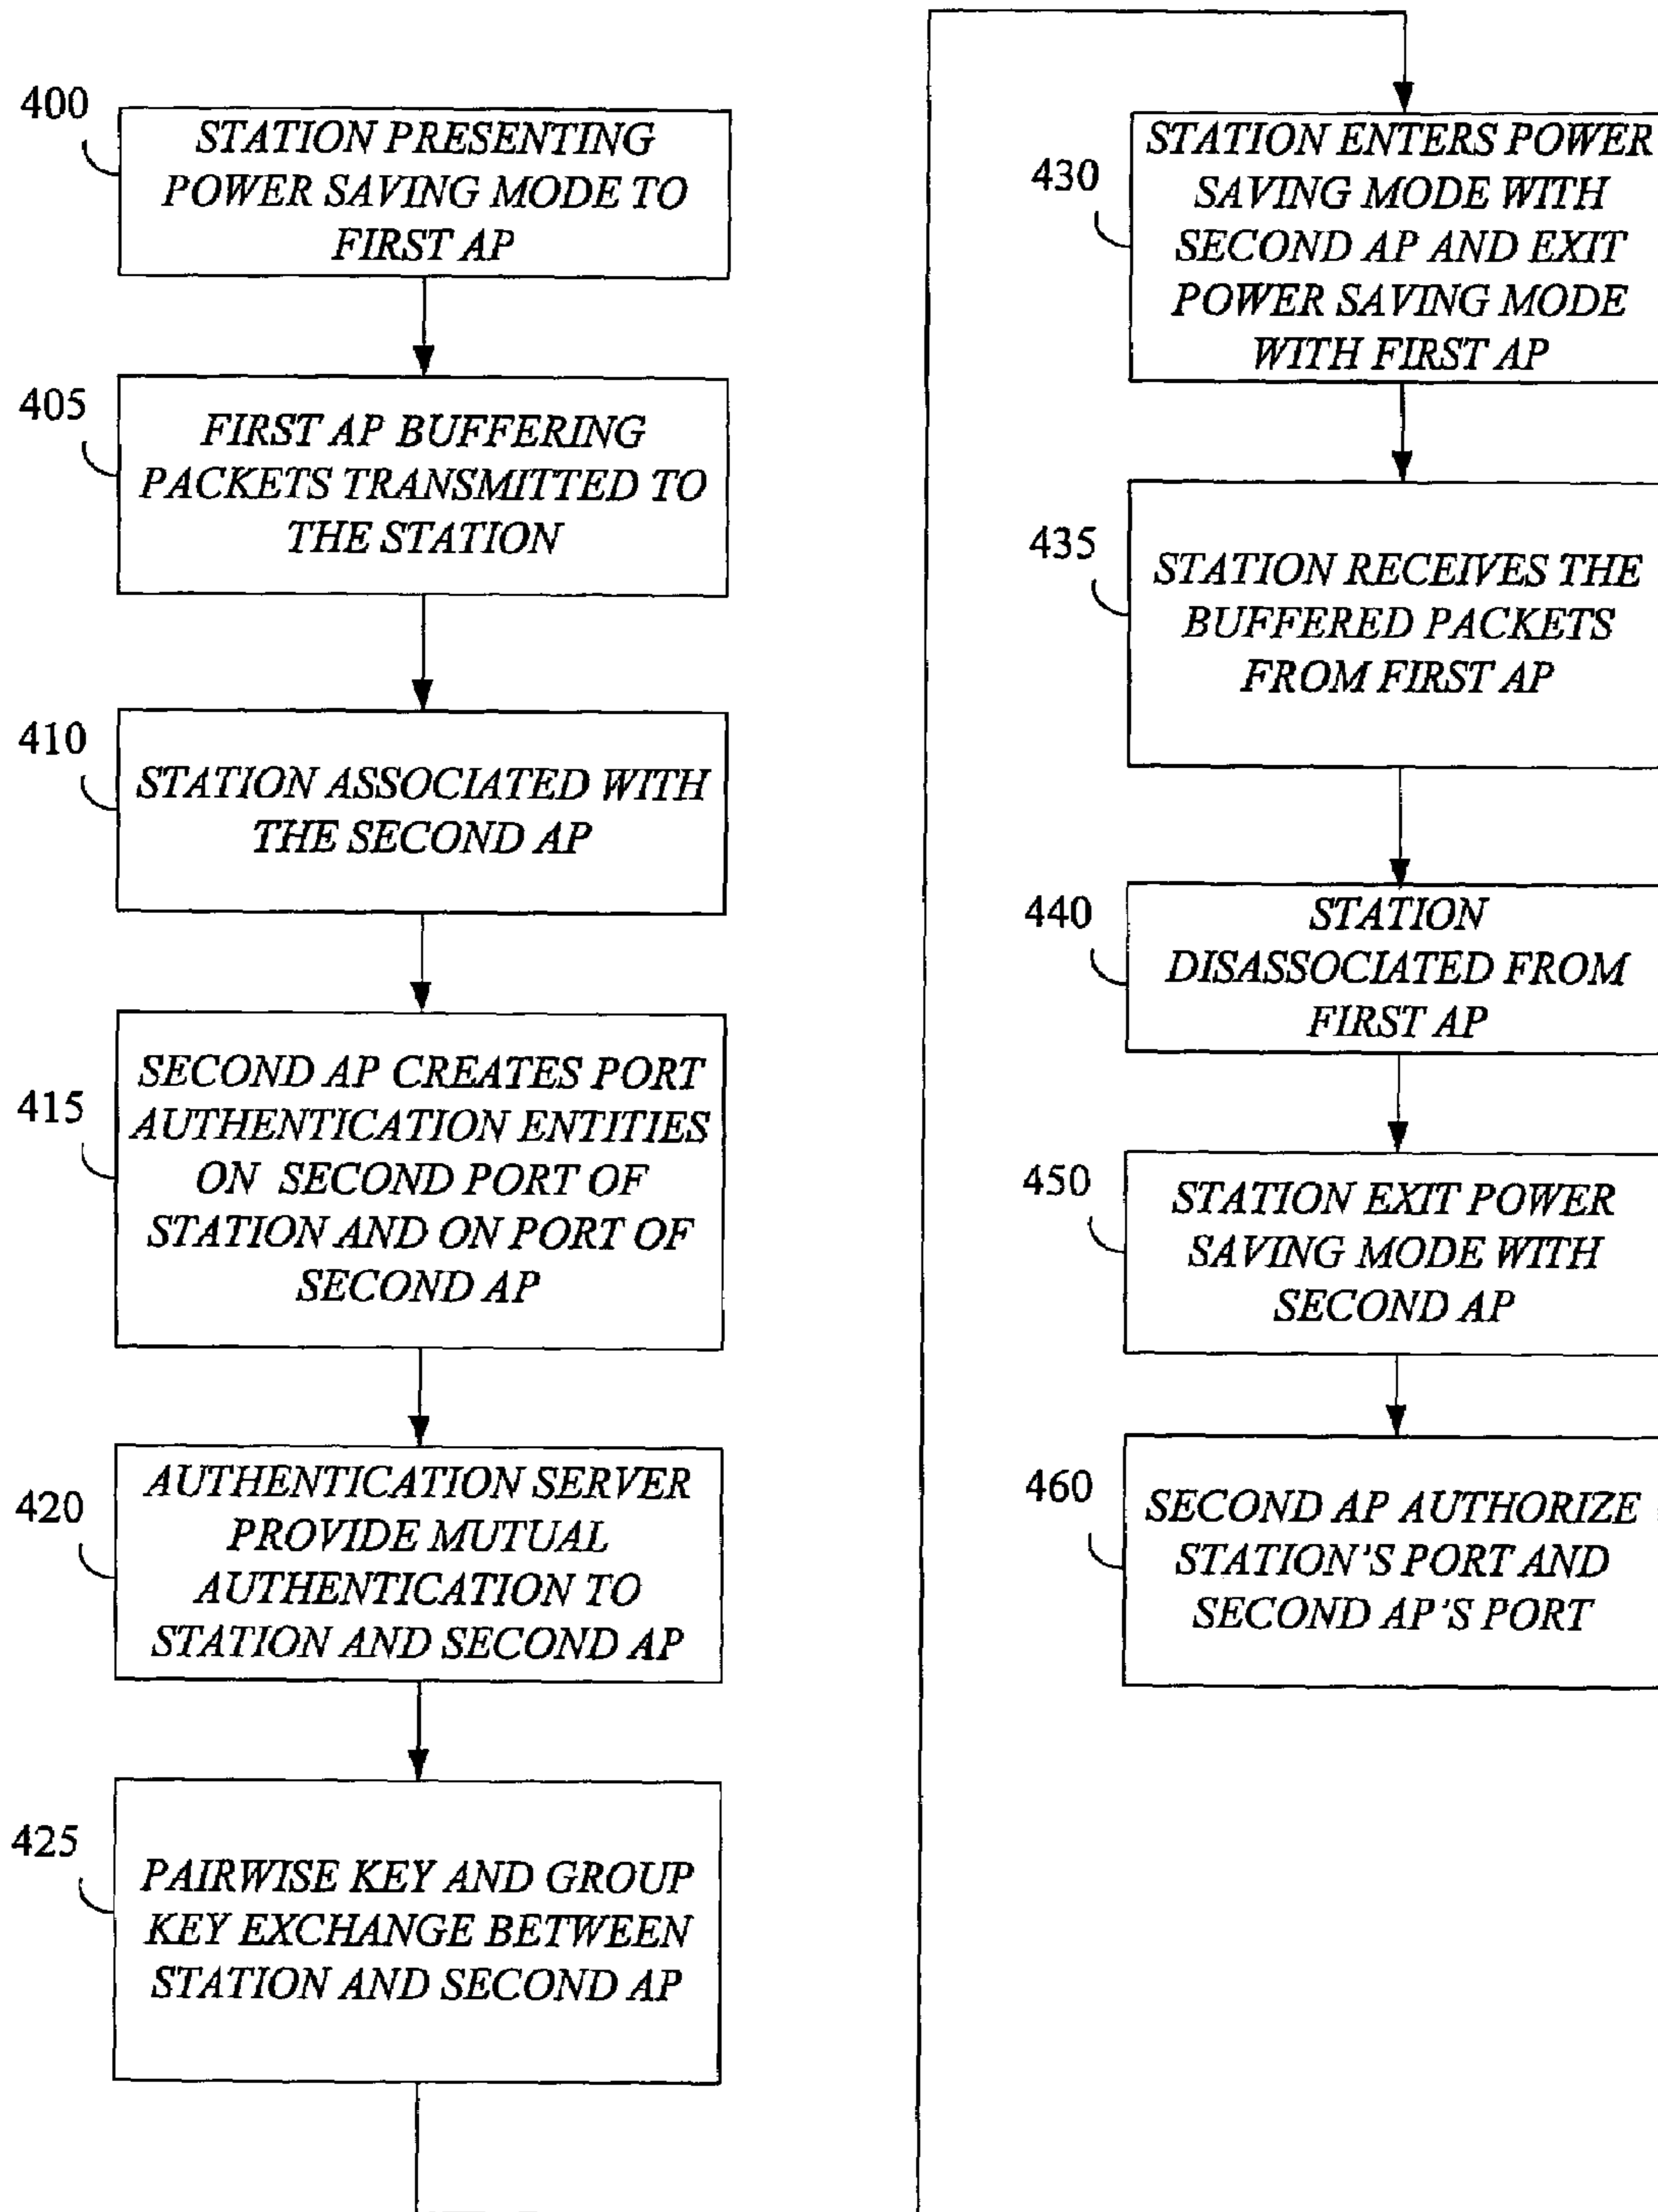 400
STATION PRESENTING
POWER SAVING MODE TO
FIRST AP
405
FIRST AP BUFFERING
PACKETS TRANSMITTED TO
THE STATION
410
STATION ASSOCIATED WITH
THE SECOND AP
415
SECOND AP CREATES PORT
AUTHENTICATION ENTITIES
ON SECOND PORT OF
STATION AND ON PORT OF
SECOND AP
420
AUTHENTICATION SERVER
PROVIDE MUTUAL
AUTHENTICATION TO
STATION AND SECOND AP
425
PAIRWISE KEY AND GROUP
KEY EXCHANGE BETWEEN
STATION AND SECOND AP
430
STATION ENTERS POWER
SAVING MODE WITH
SECOND AP AND EXIT
POWER SAVING MODE
WITH FIRST AP
435
STATION RECEIVES THE
BUFFERED PACKETS
FROM FIRST AP
440
STATION
DISASSOCIATED FROM
FIRST AP
450
STATION EXIT POWER
SAVING MODE WITH
SECOND AP
460
SECOND AP AUTHORIZE
STATION'S PORT AND
SECOND AP'S PORT